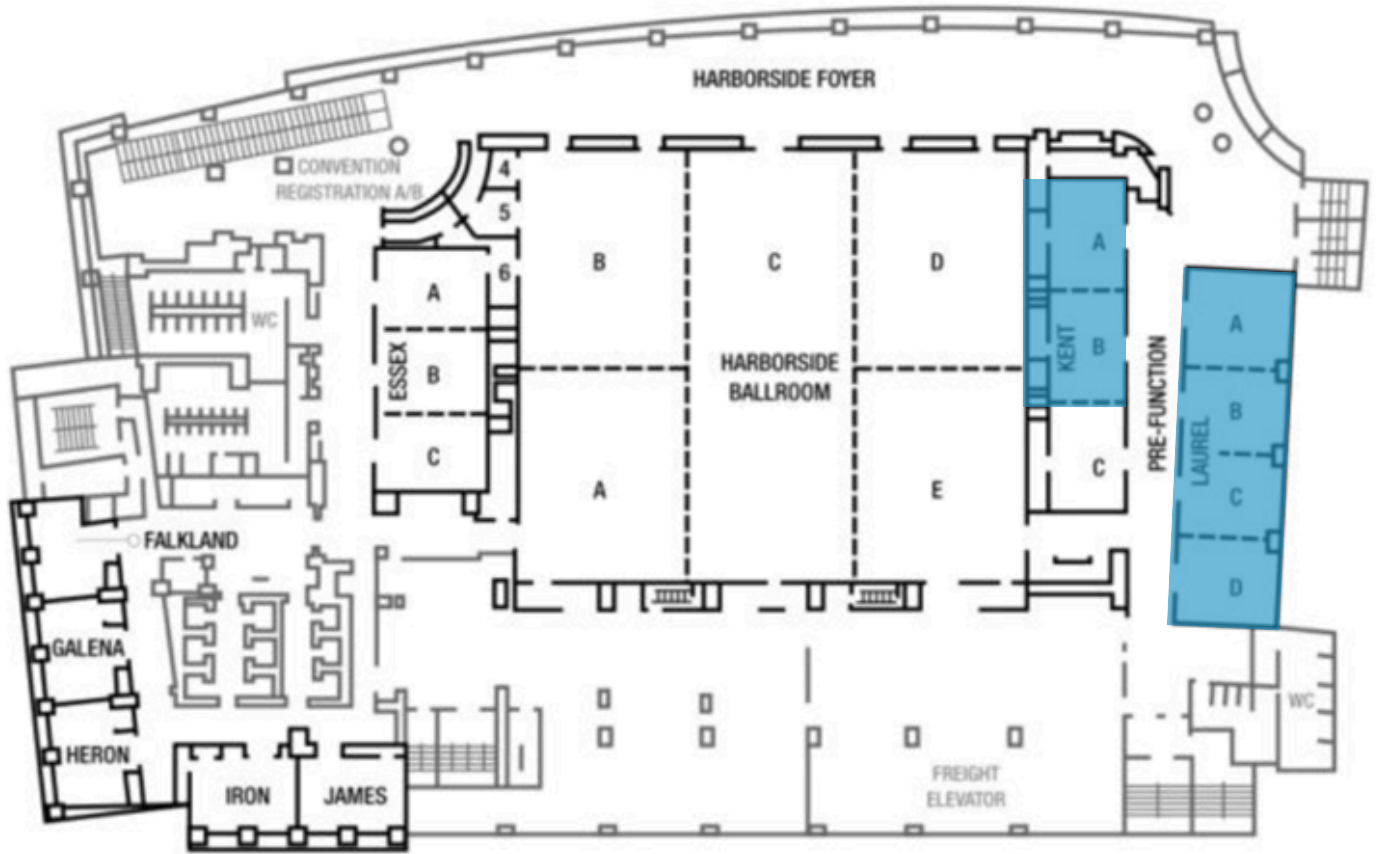 HARBORSIDE FOYER
CONVENTION
REGISTRATION A/B
4
5
6
B
C
D
A
A
WC
A
ESSEX
B
C
HARBORSIDE
BALLROOM
KENT
B
PRE-FUNCTION
LAUREL
B
C
C
A
E
D
FALKLAND
GALENA
HERON
IRON
JAMES
FREIGHT
ELEVATOR
WC